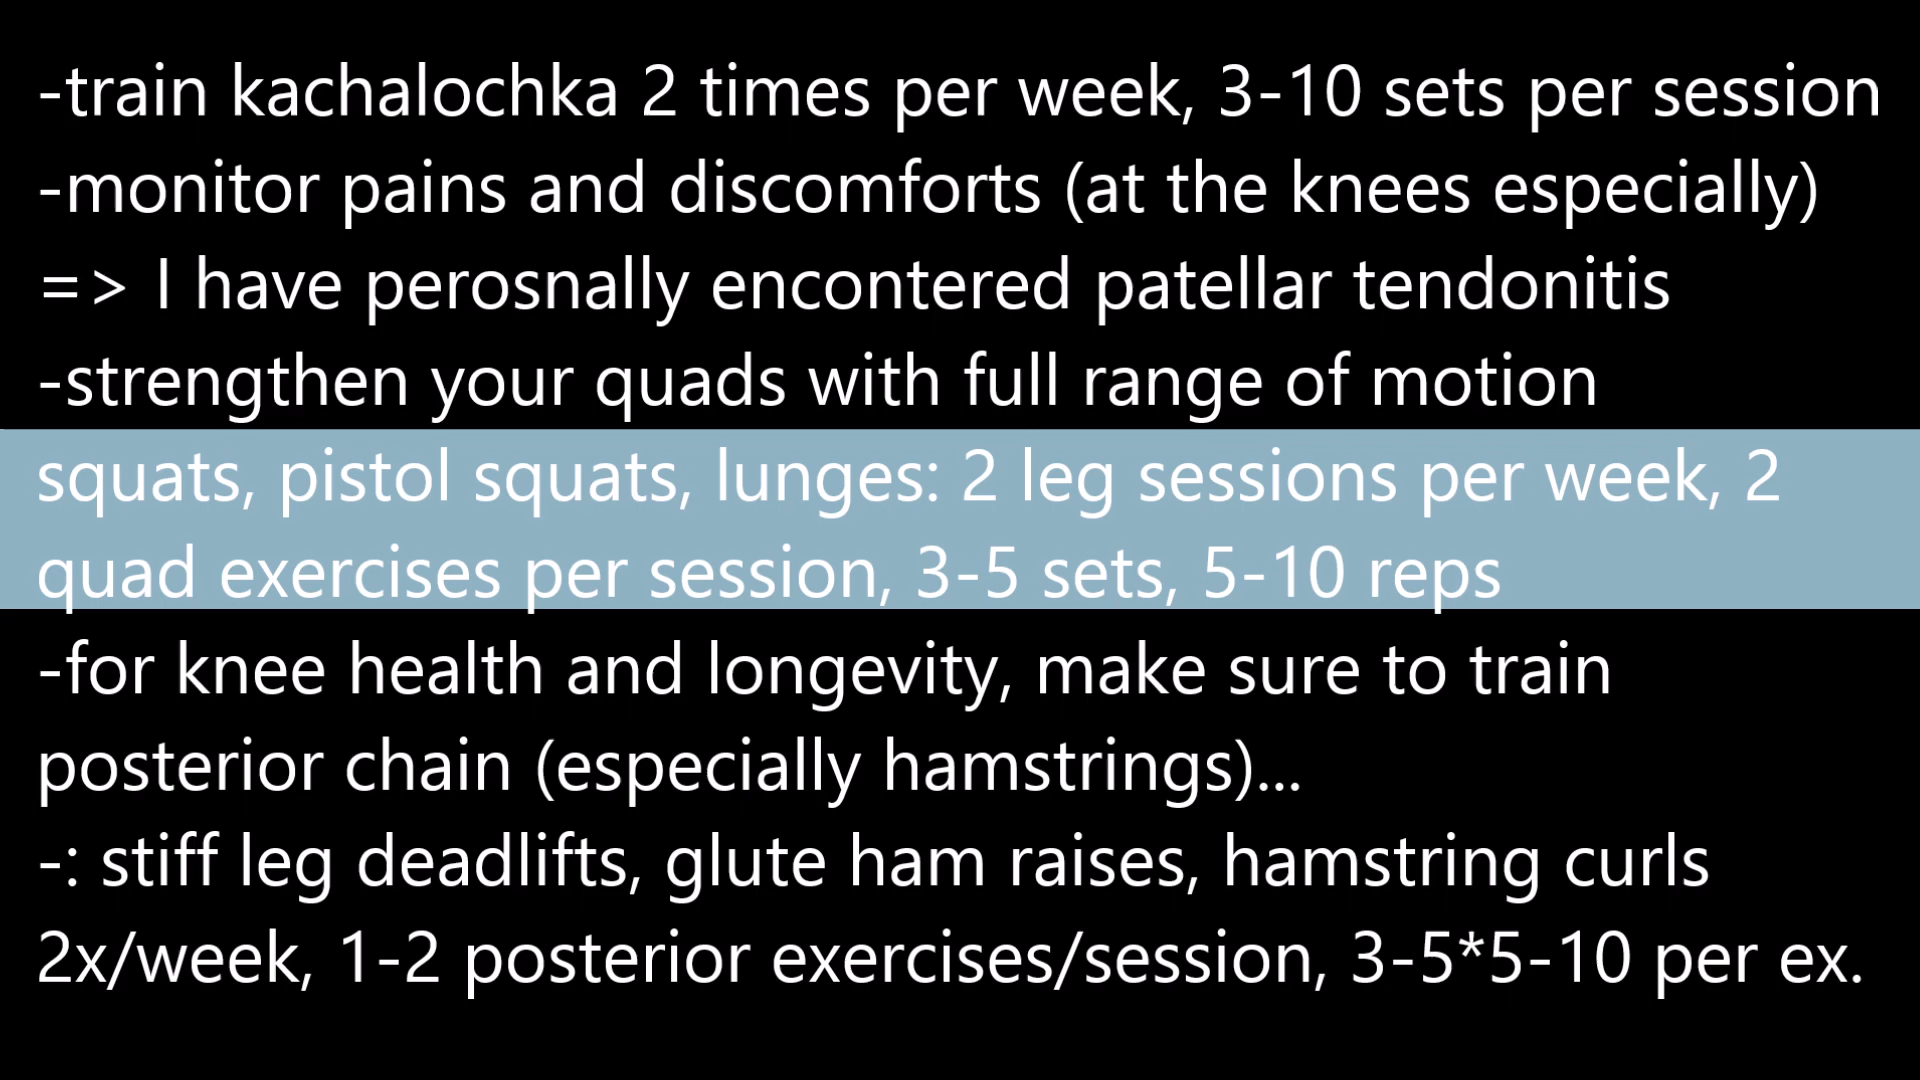 -train kachalochka 2 times per week, 3-10 sets per session
-monitor pains and discomforts (at the knees especially)
=> I have perosnally encontered patellar tendonitis
-strengthen your quads with full range of motion
squats, pistol squats, lunges: 2 leg sessions per week, 2
quad exercises per session, 3-5 sets, 5-10 reps
-for knee health and longevity, make sure to train
posterior chain (especially hamstrings)...
-: stiff leg deadlifts, glute ham raises, hamstring curls
2x/week, 1-2 posterior exercises/session, 3-5*5-10 per ex.